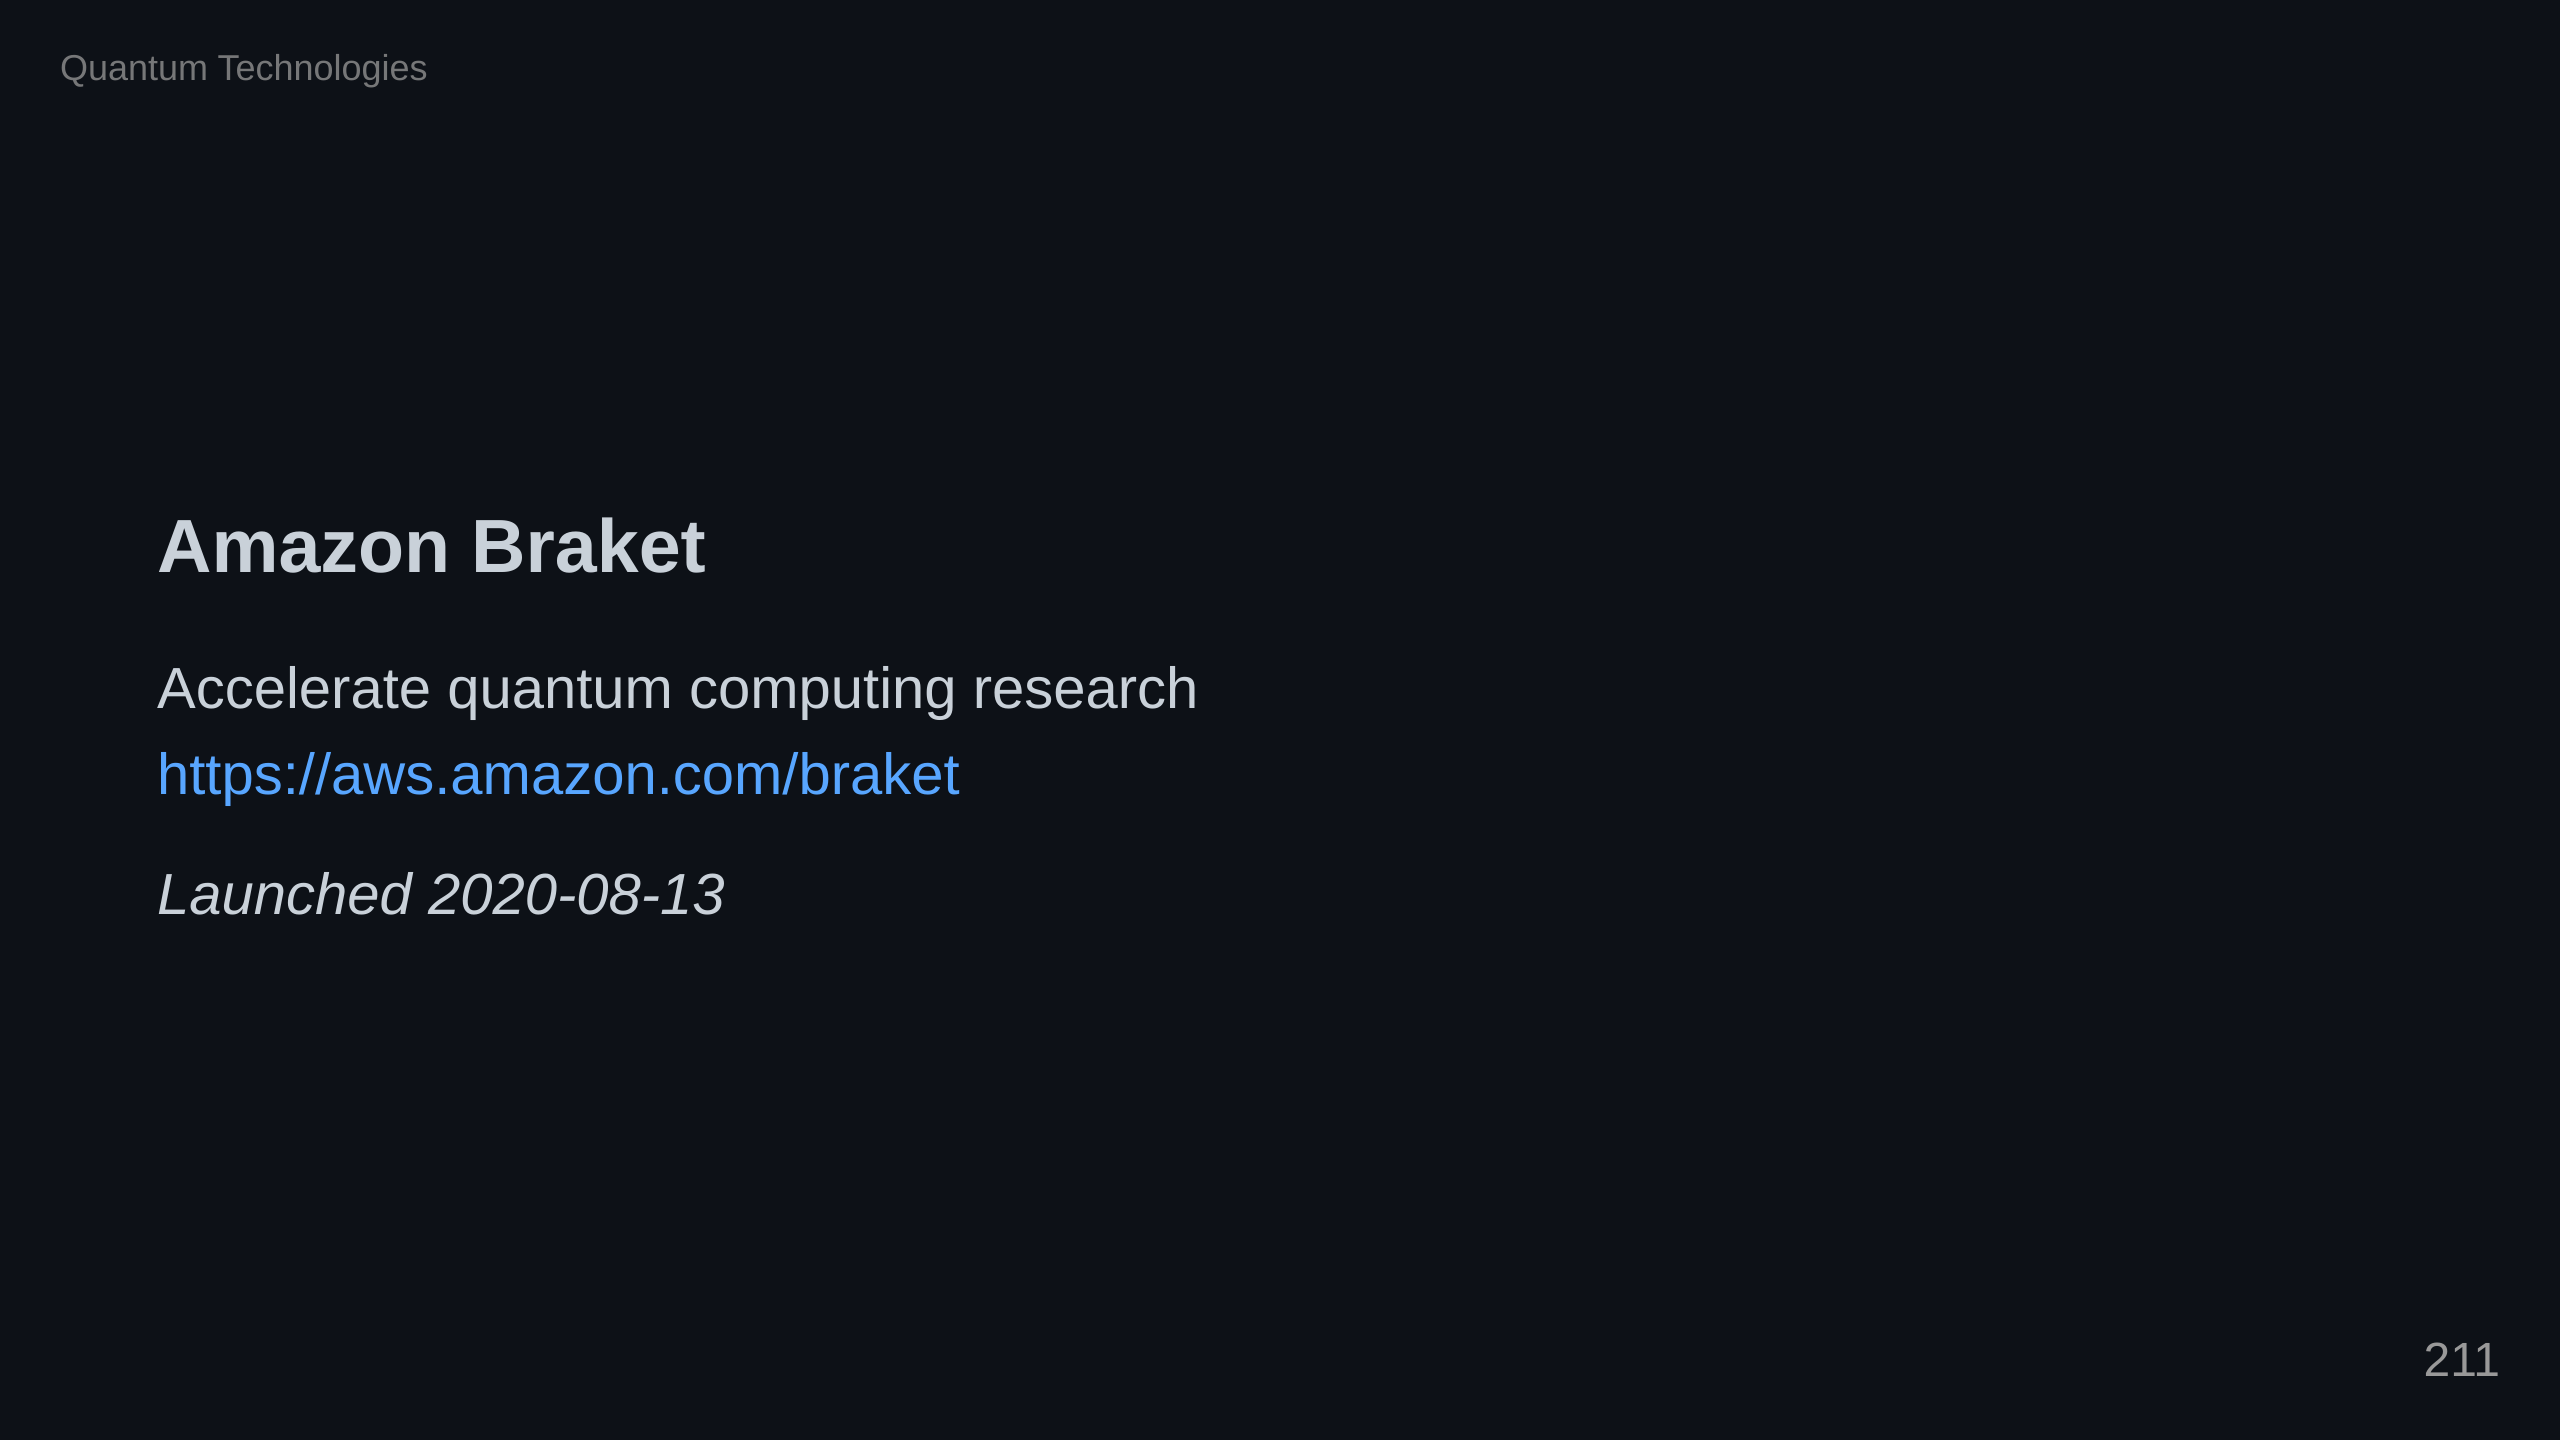 Quantum Technologies
Amazon Braket
Accelerate quantum computing research
https://aws.amazon.com/braket
Launched 2020-08-13
211